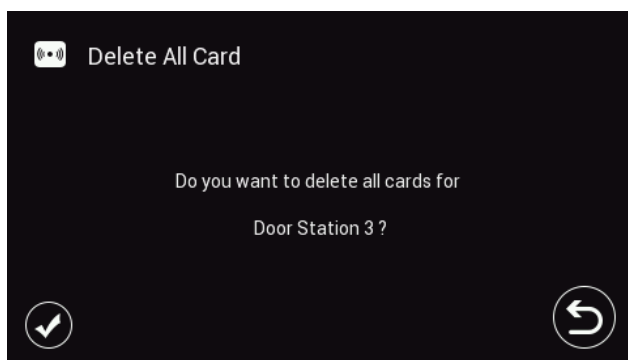 Delete All Card
Do you want to delete all cards for
Door Station 3 ?